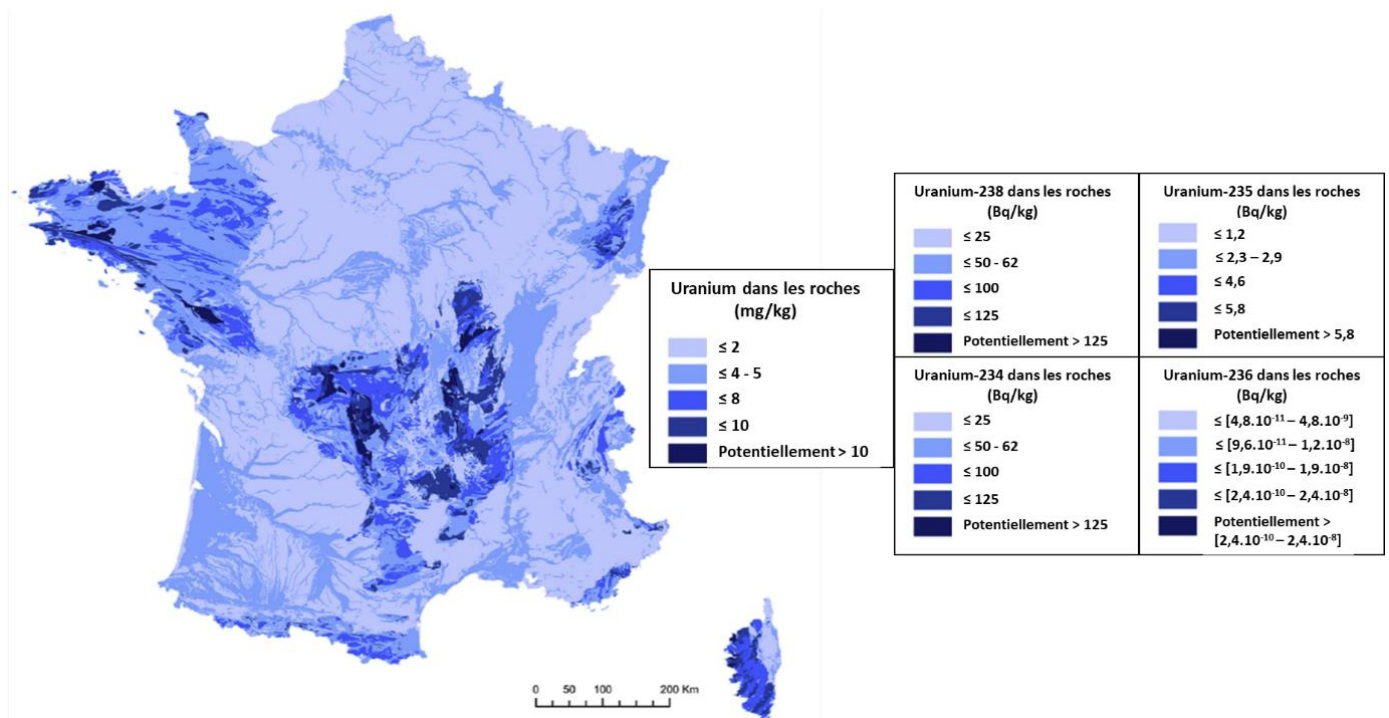 Uranium dans les roches
(mg/kg)
≤ 2
≤ 4 - 5
≤ 8
≤ 10
Potentiellement > 10
Uranium-238 dans les roches
(Bq/kg)
≤ 25
≤ 50 - 62
≤ 100
≤ 125
Potentiellement > 125
Uranium-235 dans les roches
(Bq/kg)
≤ 1,2
≤ 2,3 – 2,9
≤ 4,6
≤ 5,8
Potentiellement > 5,8
Uranium-234 dans les roches
(Bq/kg)
≤ 25
≤ 50 - 62
≤ 100
≤ 125
Potentiellement > 125
Uranium-236 dans les roches
(Bq/kg)
≤ [4,8.10⁻¹¹ – 4,8.10⁻⁹]
≤ [9,6.10⁻¹¹ – 1,2.10⁻⁸]
≤ [1,9.10⁻¹⁰ – 1,9.10⁻⁸]
≤ [2,4.10⁻¹⁰ – 2,4.10⁻⁸]
Potentiellement >
[2,4.10⁻¹⁰ – 2,4.10⁻⁸]
0 50 100 200 Km